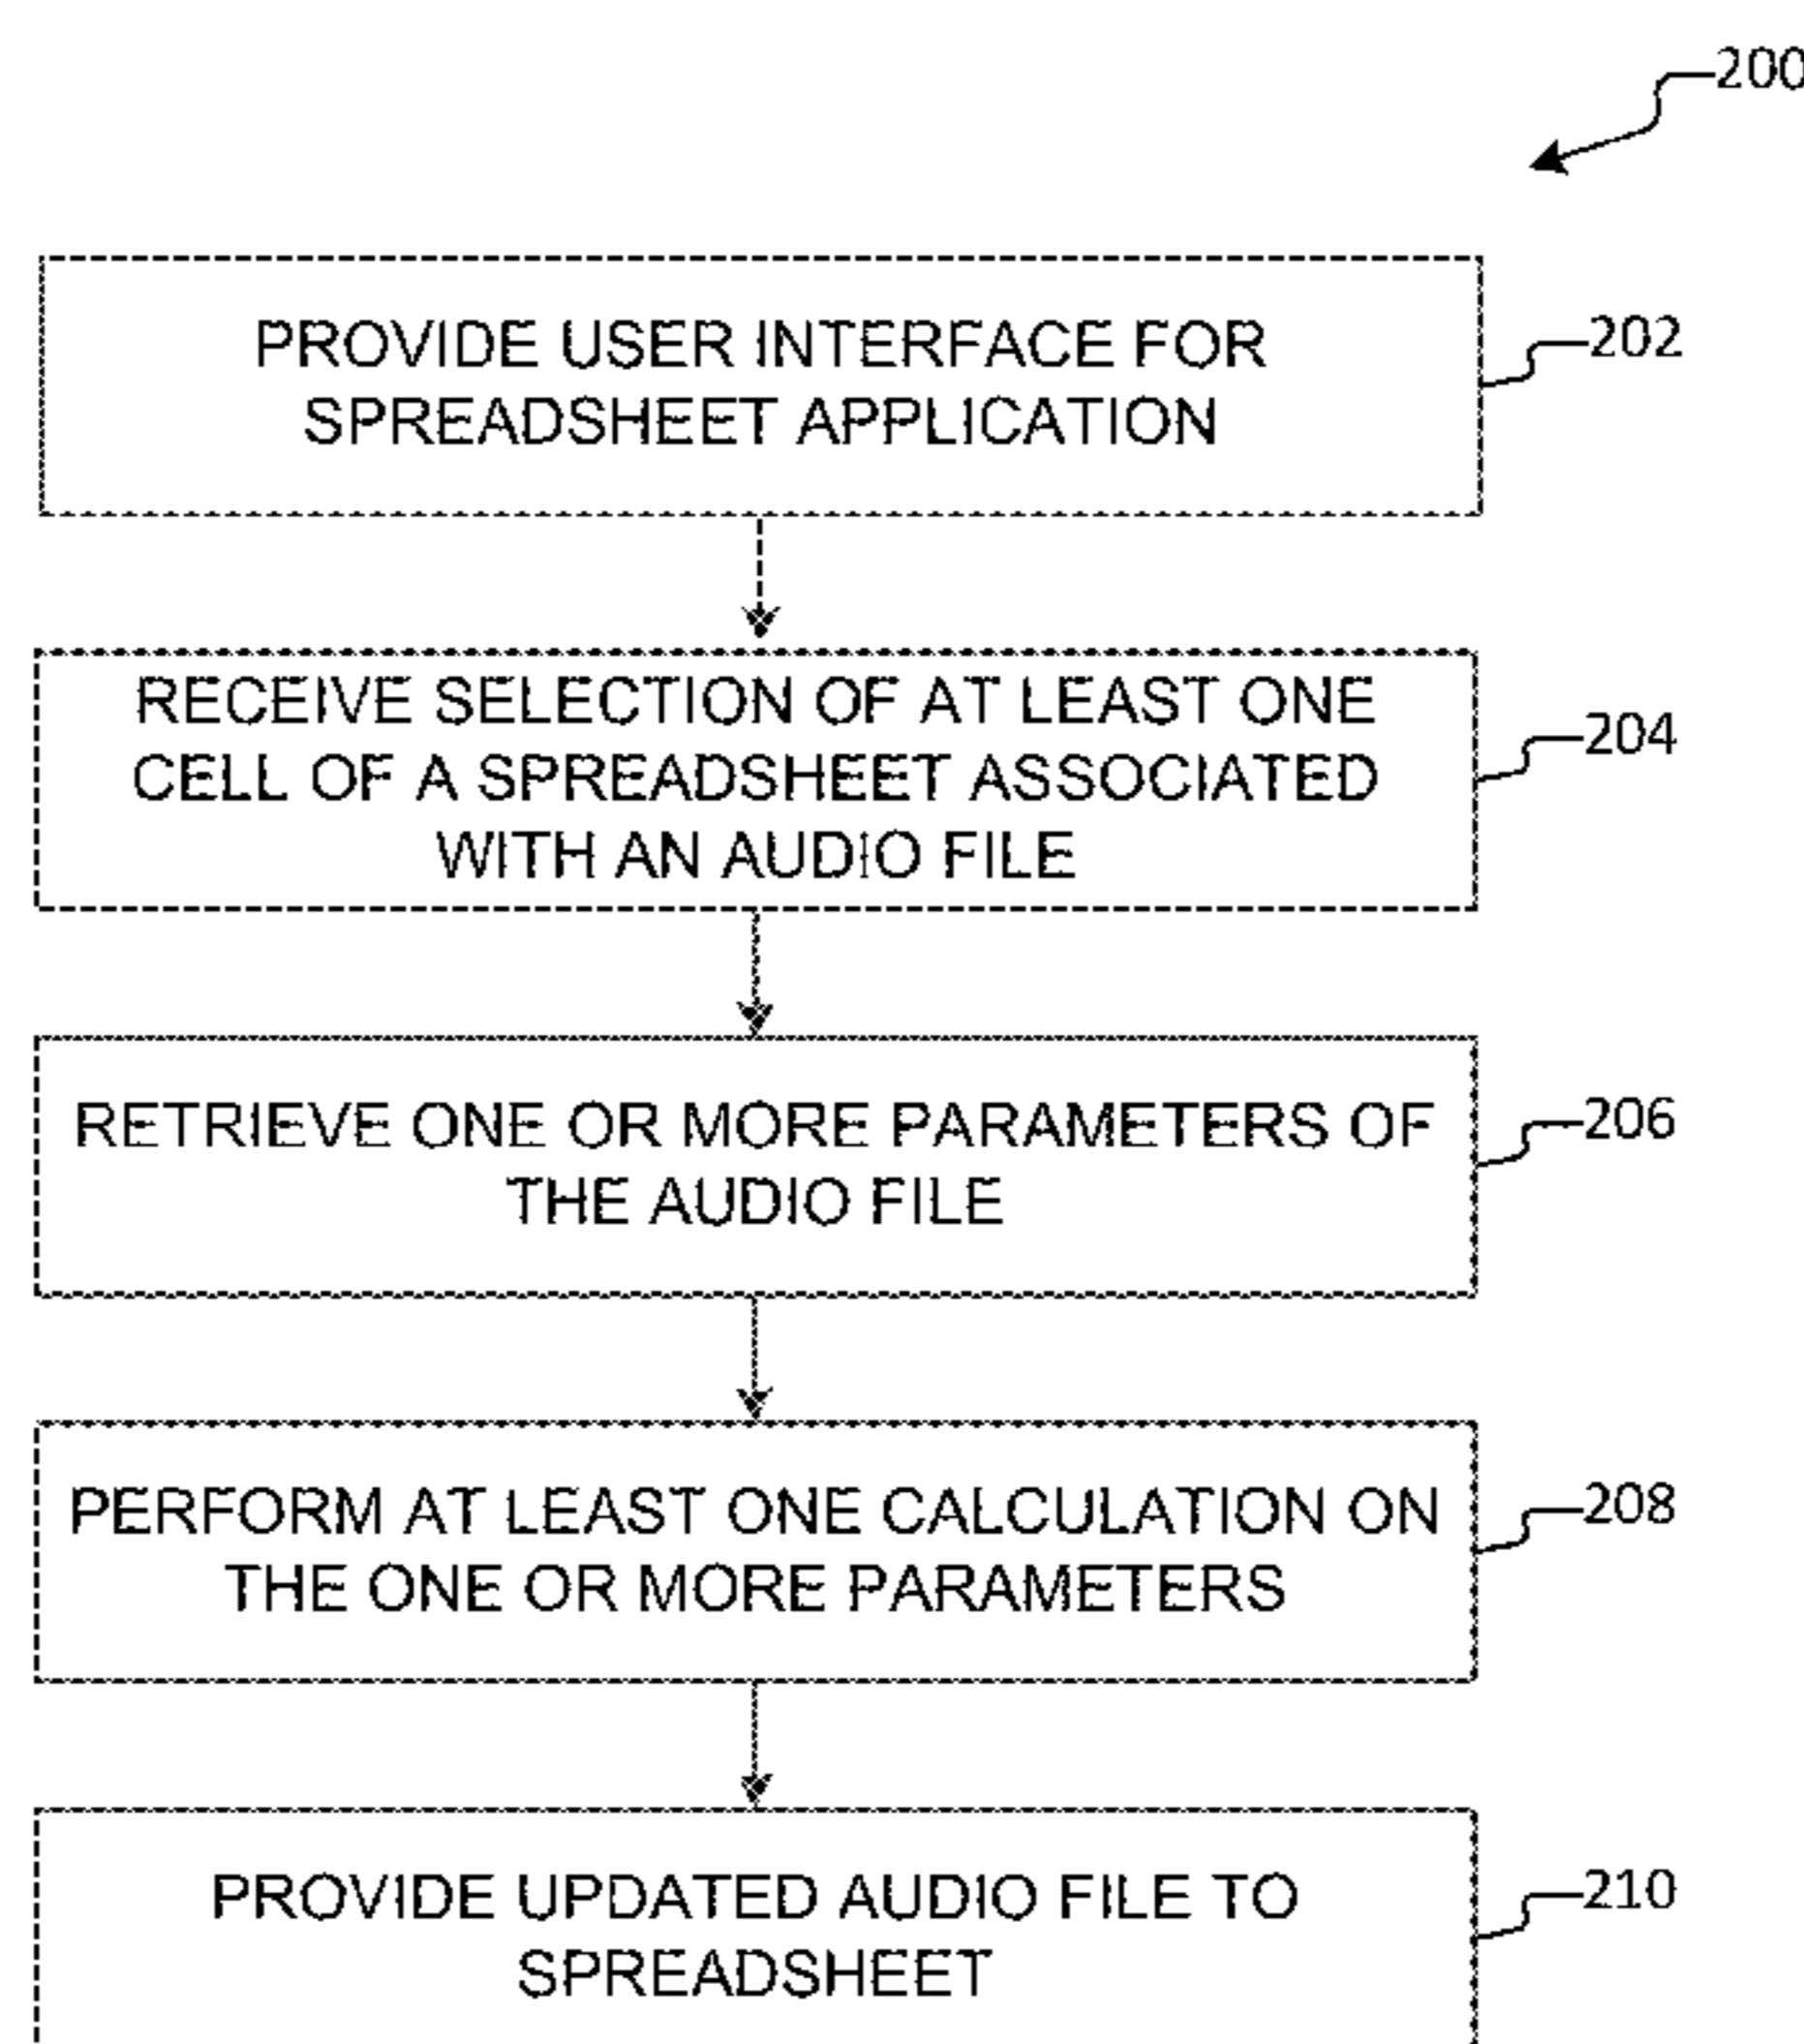 200
PROVIDE USER INTERFACE FOR
SPREADSHEET APPLICATION
202
RECEIVE SELECTION OF AT LEAST ONE
CELL OF A SPREADSHEET ASSOCIATED
WITH AN AUDIO FILE
204
RETRIEVE ONE OR MORE PARAMETERS OF
THE AUDIO FILE
206
PERFORM AT LEAST ONE CALCULATION ON
THE ONE OR MORE PARAMETERS
208
PROVIDE UPDATED AUDIO FILE TO
SPREADSHEET
210